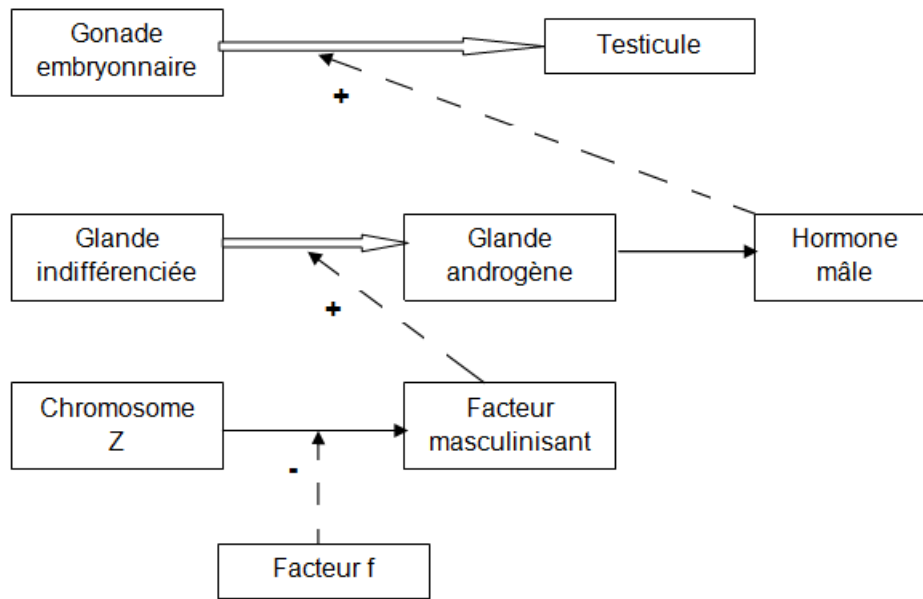 Gonade
embryonnaire
Testicule
+
Glande
indifférenciée
Glande
androgène
Hormone
mâle
+
Chromosome
Z
Facteur
masculinisant
-
Facteur f